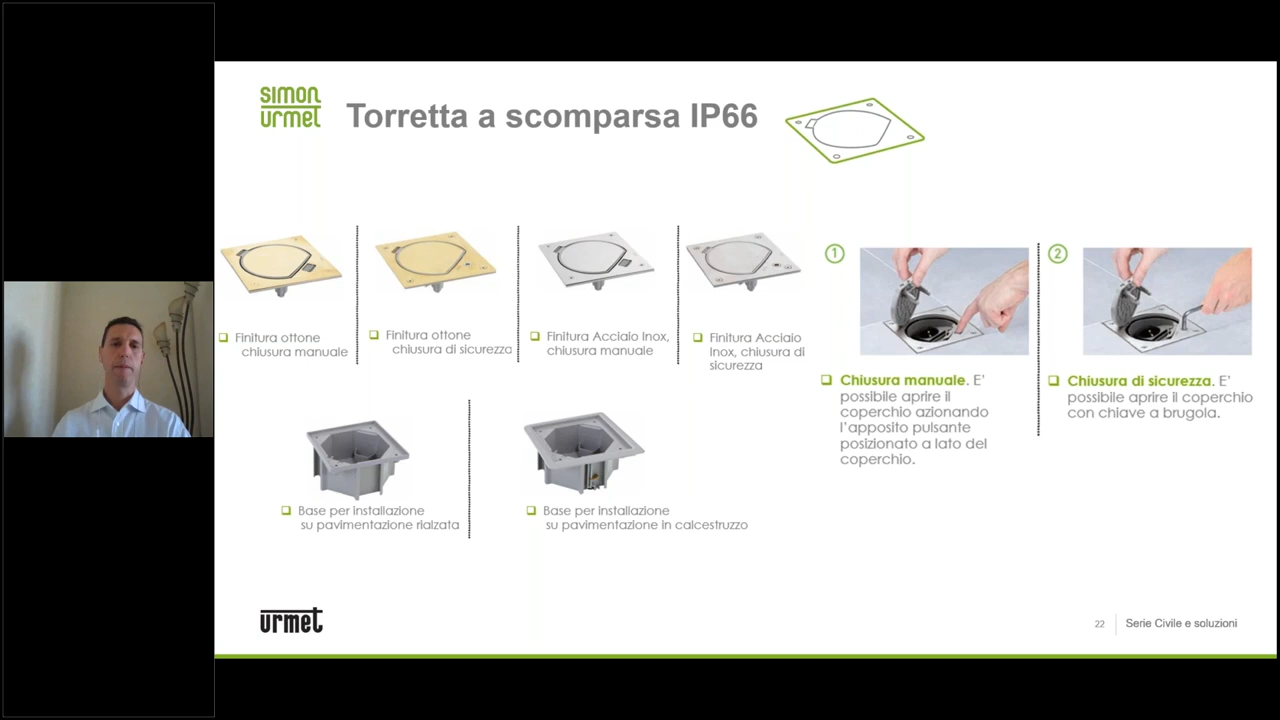 SIMON
urmet
Torretta a scomparsa IP66
Finitura ottone
chiusura manuale
Finitura ottone
chiusura di sicurezza
Finitura Acciaio Inox,
chiusura manuale
Finitura Acciaio
Inox, chiusura di
sicurezza
1
Chiusura manuale. E'
possibile aprire il
coperchio azionando
l'apposito pulsante
posizionato a lato del
coperchio.
2
Chiusura di sicurezza. E'
possibile aprire il coperchio
con chiave a brugola.
Base per installazione
su pavimentazione rialzata
Base per installazione
su pavimentazione in calcestruzzo
urmet
22
Serie Civile e soluzioni